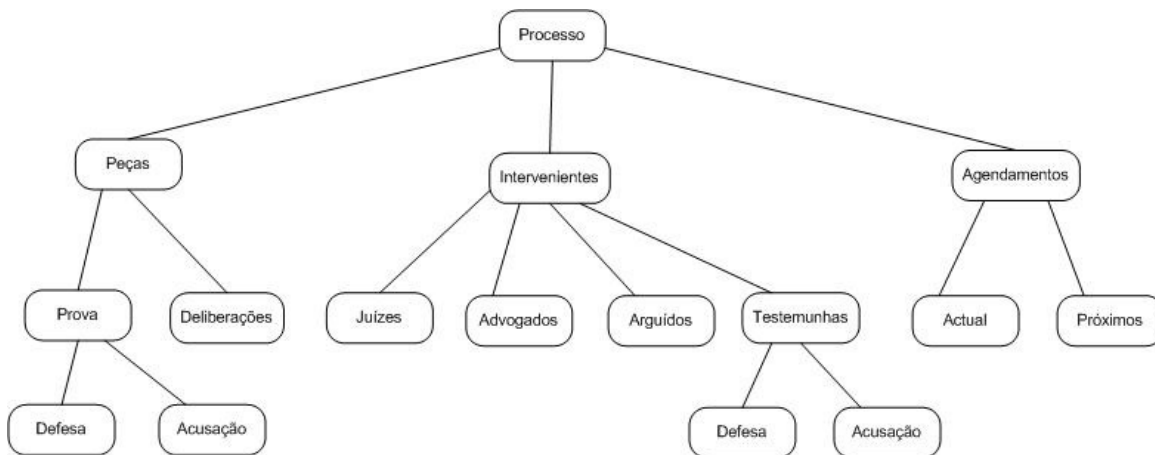 Processo
Peças
Intervenientes
Agendamentos
Prova
Deliberações
Juízes
Advogados
Arguídos
Testemunhas
Actual
Próximos
Defesa
Acusação
Defesa
Acusação